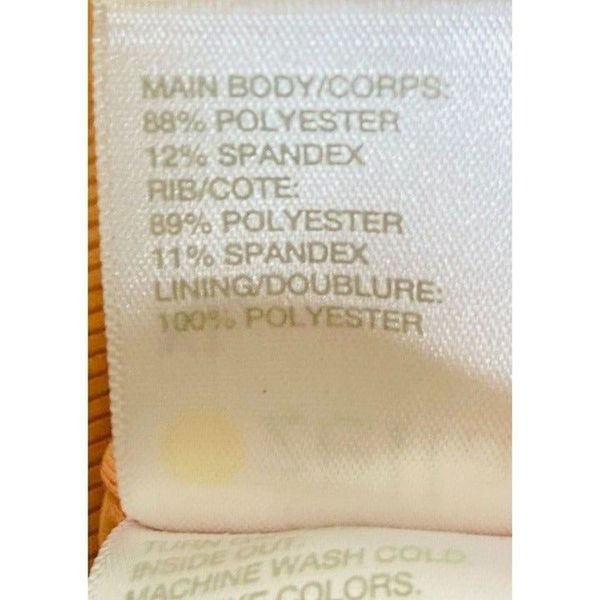 MAIN BODY/CORPS:
88% POLYESTER
12% SPANDEX
RIB/COTE:
89% POLYESTER
11% SPANDEX
LINING/DOUBLURE:
100% POLYESTER
TURN
INSIDE OUT.
MACHINE WASH COLD
COLORS.